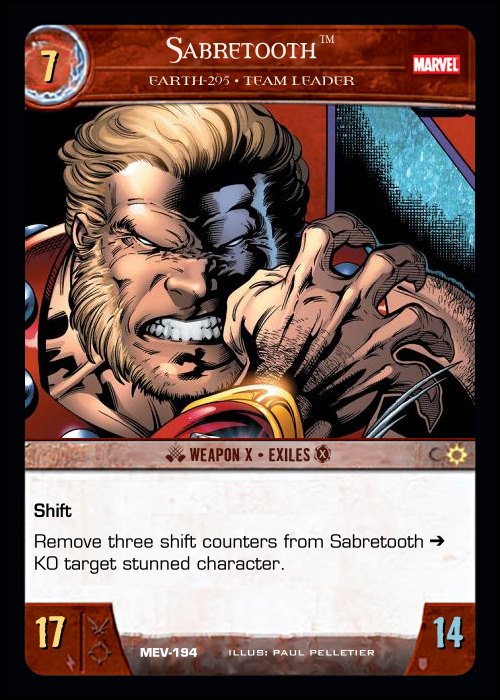 7
SABRETOOTH™
MARVEL
EARTH-295 • TEAM LEADER
WEAPON X • EXILES X
C
Shift
Remove three shift counters from Sabretooth ➔
KO target stunned character.
17
14
MEV-194 ILLUS: PAUL PELLETIER